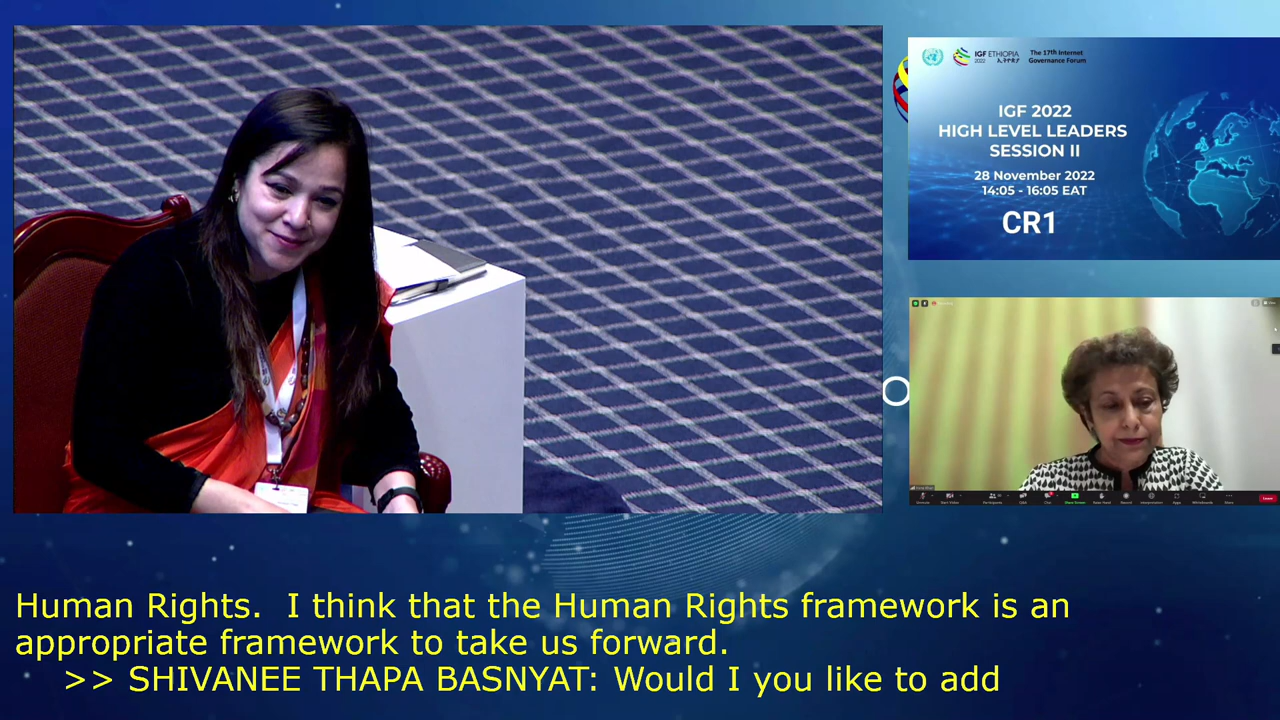 IGF ETHIOPIA
2022 ኢትዮጵያ
The 17th Internet
Governance Forum
IGF 2022
HIGH LEVEL LEADERS
SESSION II
28 November 2022
14:05 - 16:05 EAT
CR1
Human Rights.  I think that the Human Rights framework is an
appropriate framework to take us forward.
>> SHIVANEE THAPA BASNYAT: Would I you like to add